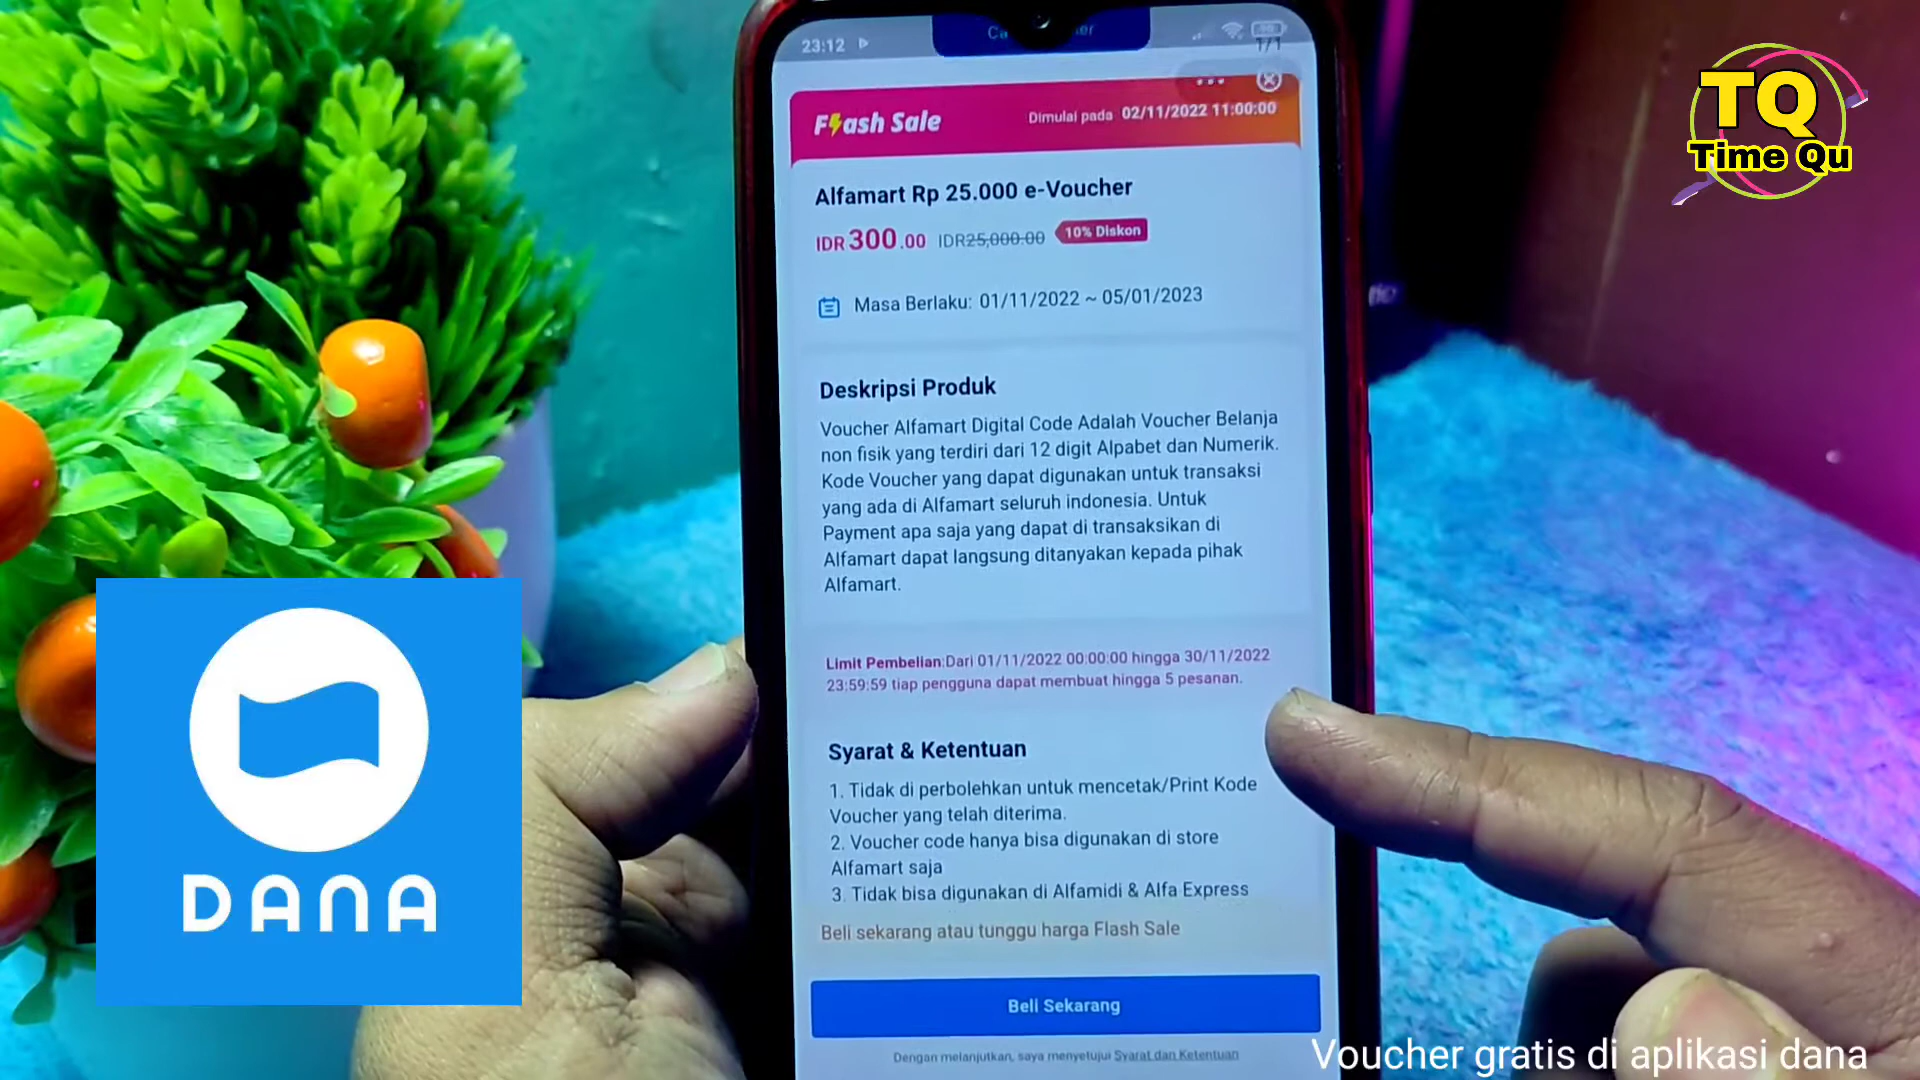 23:12
1/1
Flash Sale
Dimulai pada 02/11/2022 11:00:00
Alfamart Rp 25.000 e-Voucher
IDR300.00 IDR25,000.00 10% Diskon
Masa Berlaku: 01/11/2022 ~ 05/01/2023
Deskripsi Produk
Voucher Alfamart Digital Code Adalah Voucher Belanja
non fisik yang terdiri dari 12 digit Alpabet dan Numerik.
Kode Voucher yang dapat digunakan untuk transaksi
yang ada di Alfamart seluruh indonesia. Untuk
Payment apa saja yang dapat di transaksikan di
Alfamart dapat langsung ditanyakan kepada pihak
Alfamart.
Limit Pembelian:Dari 01/11/2022 00:00:00 hingga 30/11/2022
23:59:59 tiap pengguna dapat membuat hingga 5 pesanan.
Syarat & Ketentuan
1. Tidak di perbolehkan untuk mencetak/Print Kode
Voucher yang telah diterima.
2. Voucher code hanya bisa digunakan di store
Alfamart saja
3. Tidak bisa digunakan di Alfamidi & Alfa Express
Beli sekarang atau tunggu harga Flash Sale
Beli Sekarang
Dengan melanjutkan, saya menyetujui Syarat dan Ketentuan
TQ
Time Qu
DANA
Voucher gratis di aplikasi dana